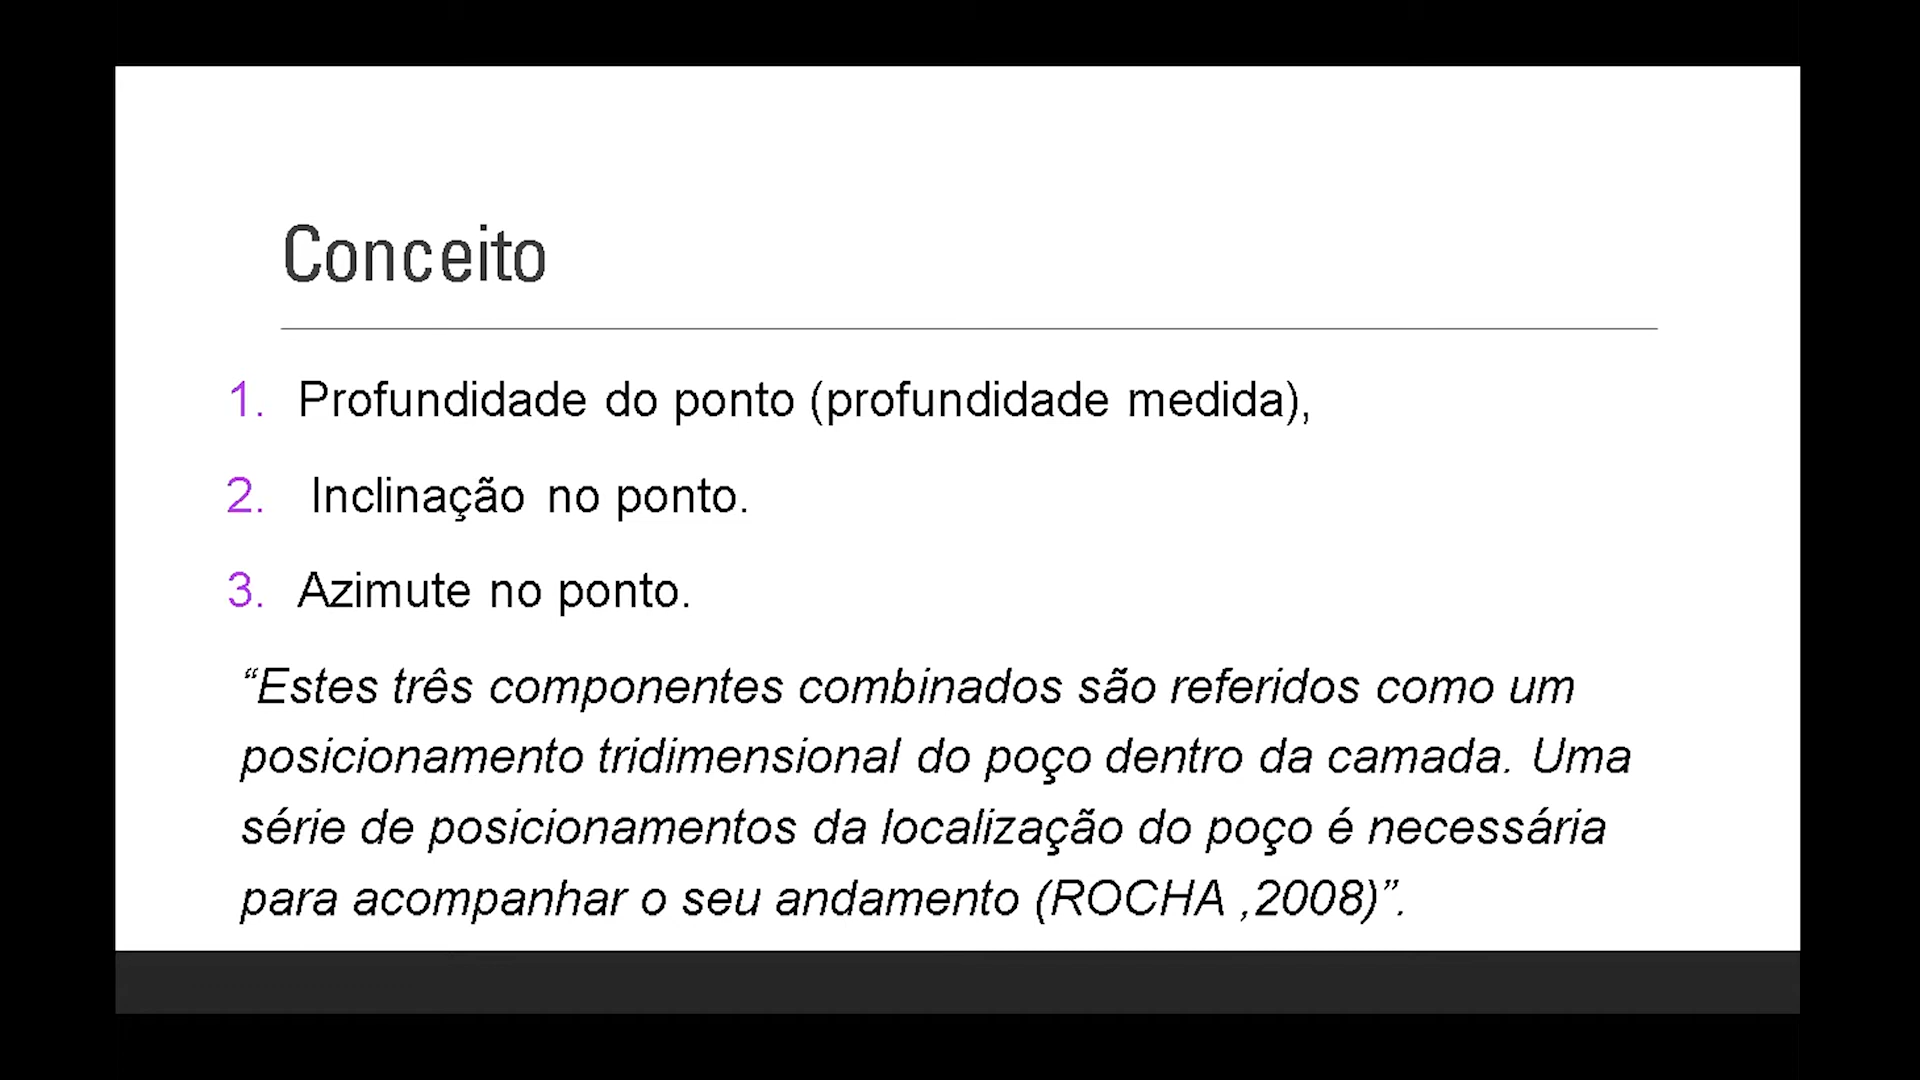 Conceito
1. Profundidade do ponto (profundidade medida),
2. Inclinação no ponto.
3. Azimute no ponto.
“Estes três componentes combinados são referidos como um
posicionamento tridimensional do poço dentro da camada. Uma
série de posicionamentos da localização do poço é necessária
para acompanhar o seu andamento (ROCHA ,2008)”.